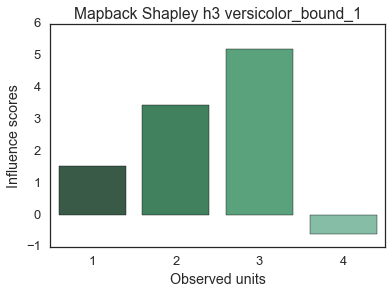 Mapback Shapley h3 versicolor_bound_1
6
5
4
3
2
1
0
−1
Influence scores
1 2 3 4
Observed units